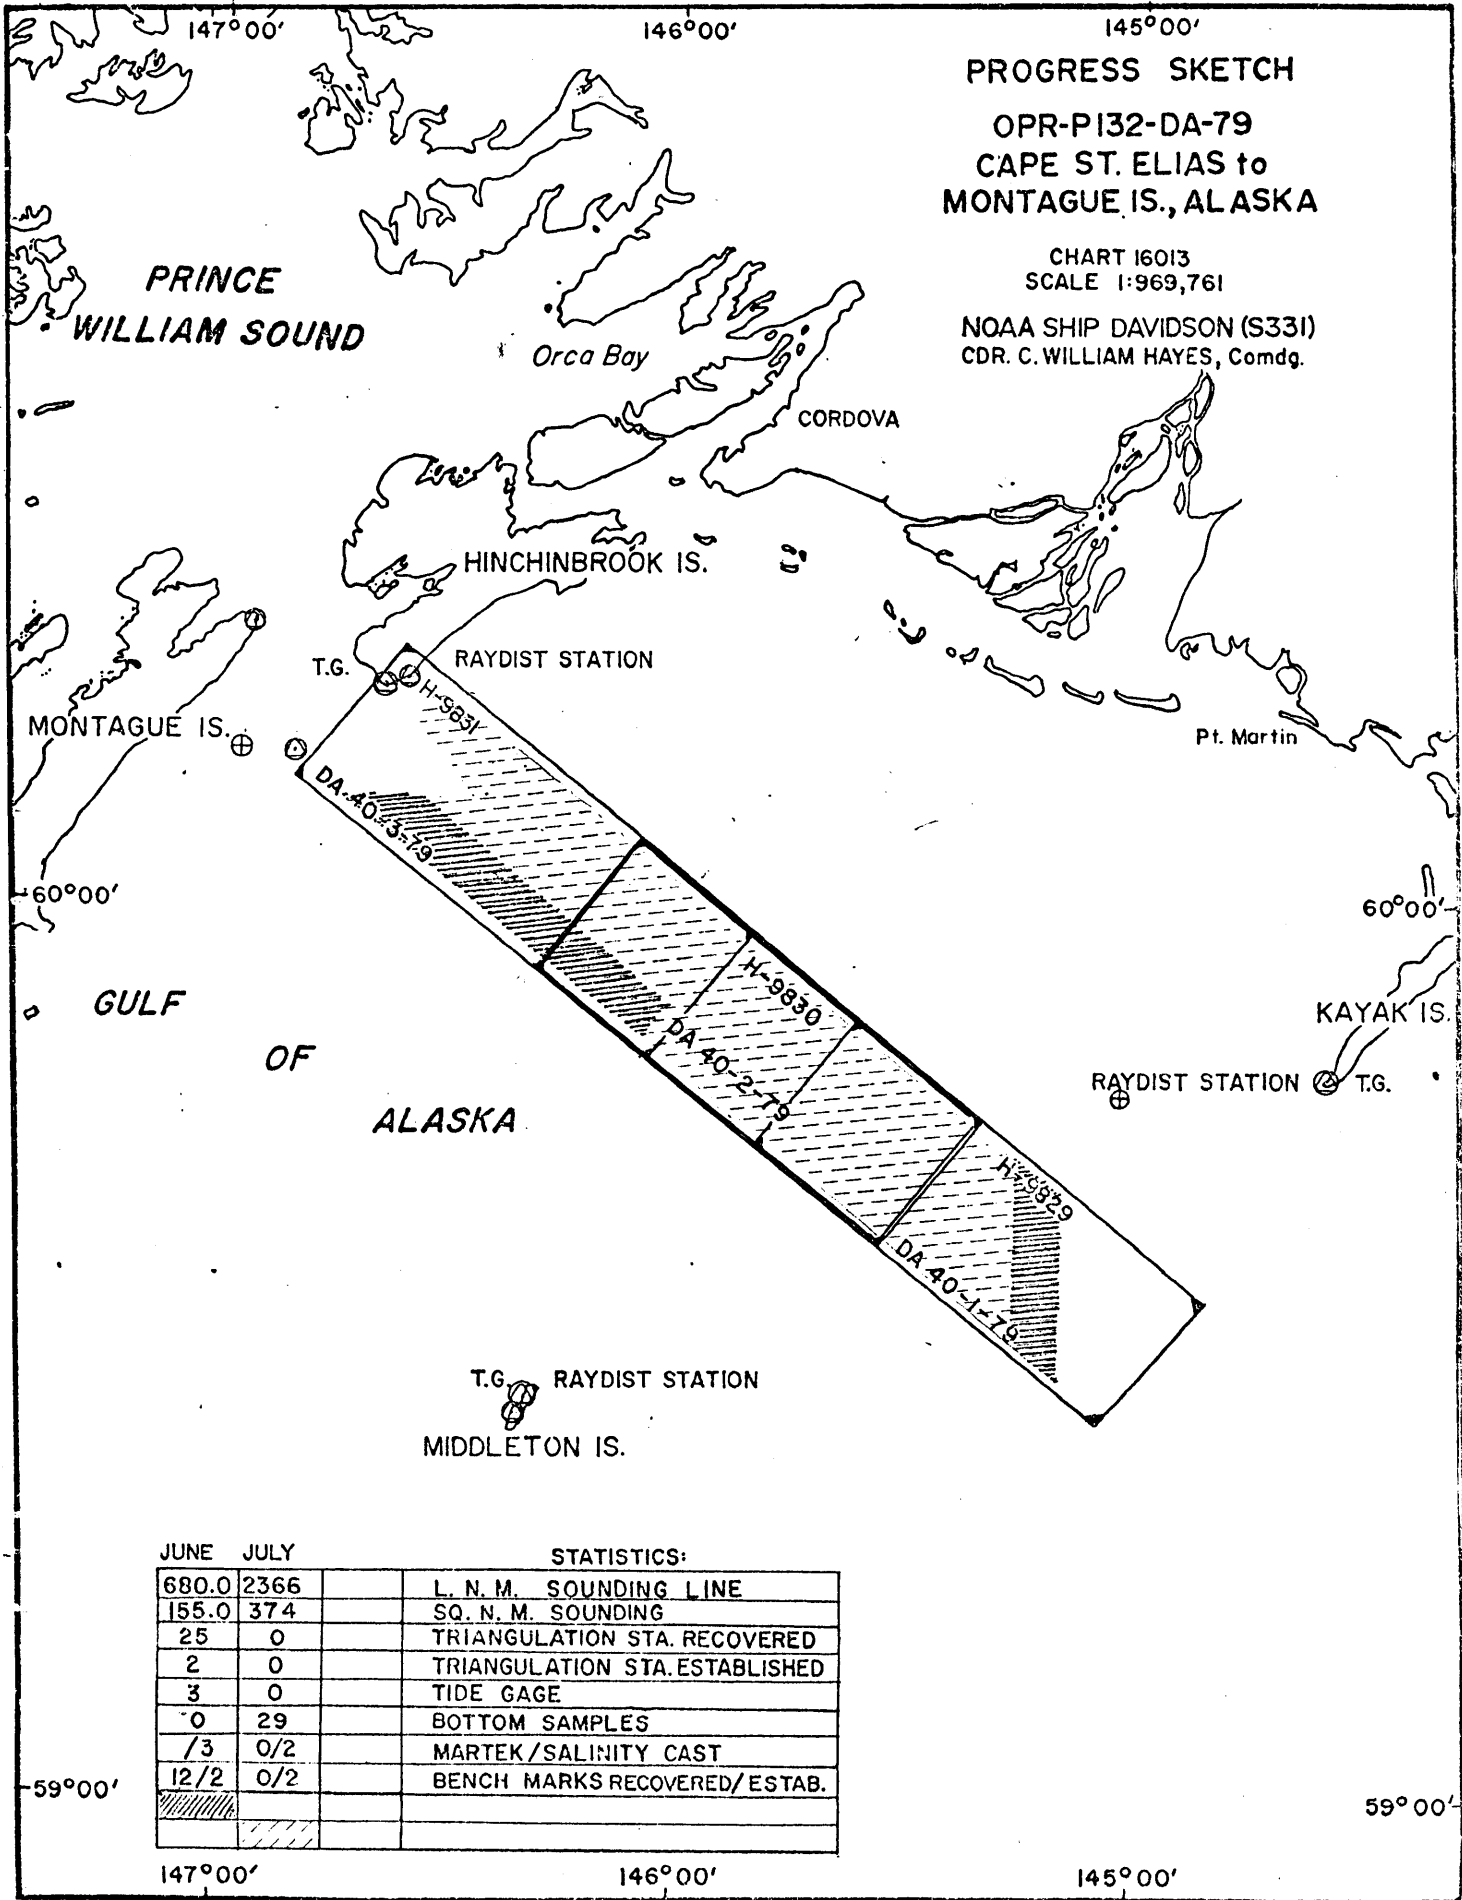 147°00'
146°00'
145°00'
PROGRESS SKETCH
OPR-P132-DA-79
CAPE ST. ELIAS to
MONTAGUE IS., ALASKA
CHART 16013
SCALE 1:969,761
NOAA SHIP DAVIDSON (S331)
CDR. C. WILLIAM HAYES, Comdg.
PRINCE
WILLIAM SOUND
Orca Bay
CORDOVA
HINCHINBROOK IS.
T.G.
RAYDIST STATION
H-9831
MONTAGUE IS.
Pt. Martin
DA-40-3-79
60°00'
60°00'
H-9830
GULF
OF
ALASKA
DA 40-2-79
KAYAK IS.
RAYDIST STATION
T.G.
H-9829
DA 40-1-79
T.G.
RAYDIST STATION
MIDDLETON IS.
JUNE JULY STATISTICS:
680.0 2366 L. N. M. SOUNDING LINE
155.0 374 SQ. N. M. SOUNDING
25 0 TRIANGULATION STA. RECOVERED
2 0 TRIANGULATION STA. ESTABLISHED
3 0 TIDE GAGE
0 29 BOTTOM SAMPLES
/3 0/2 MARTEK/SALINITY CAST
12/2 0/2 BENCH MARKS RECOVERED/ESTAB.
59°00'
59°00'
147°00'
146°00'
145°00'